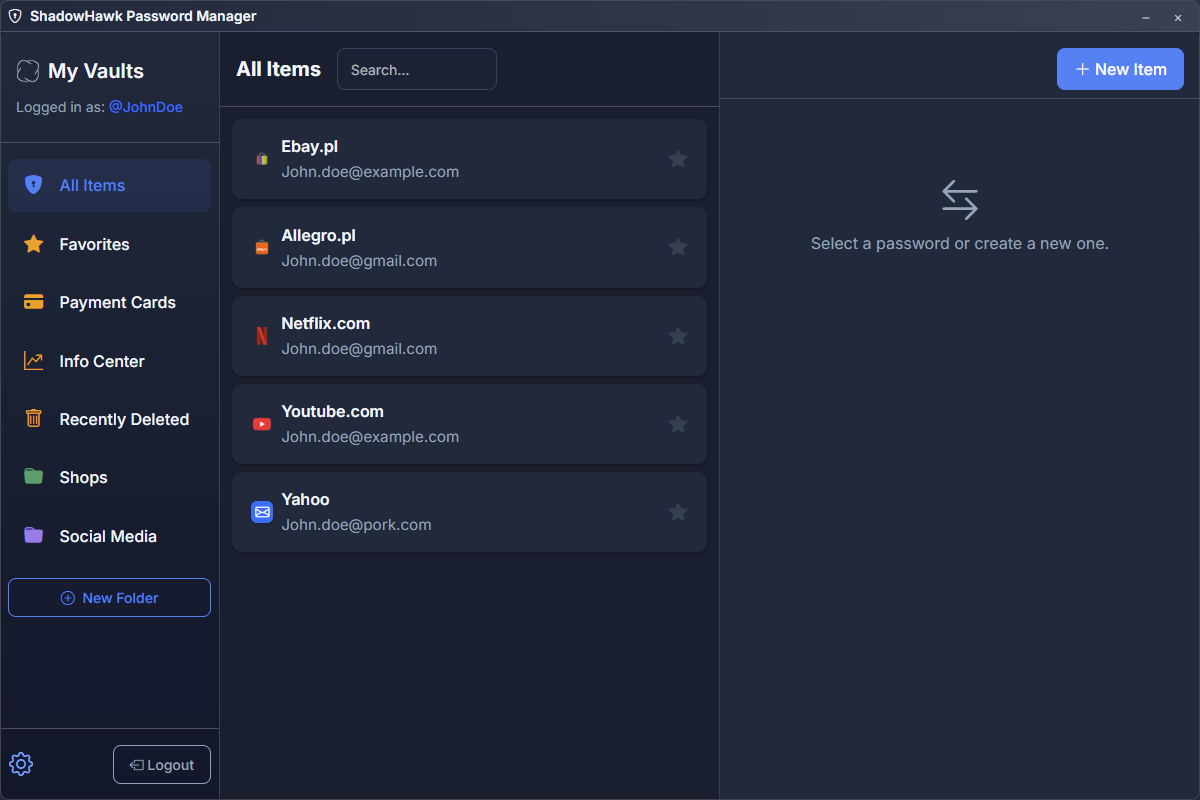 ShadowHawk Password Manager
My Vaults
Logged in as: @JohnDoe
All Items
Favorites
Payment Cards
Info Center
Recently Deleted
Shops
Social Media
New Folder
Logout
All Items
Search...
Ebay.pl
John.doe@example.com
Allegro.pl
John.doe@gmail.com
Netflix.com
John.doe@gmail.com
Youtube.com
John.doe@example.com
Yahoo
John.doe@pork.com
New Item
Select a password or create a new one.